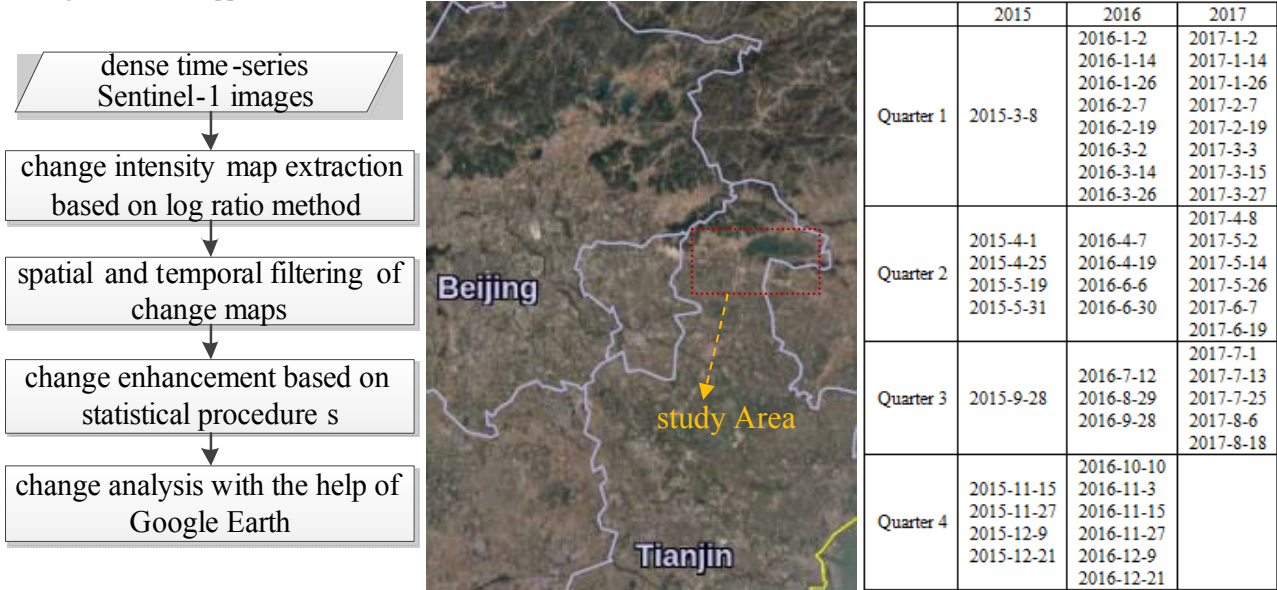 dense time-series
Sentinel-1 images
change intensity map extraction
based on log ratio method
spatial and temporal filtering of
change maps
change enhancement based on
statistical procedure s
change analysis with the help of
Google Earth
Beijing
study Area
Tianjin
2015 2016 2017
Quarter 1
2015-3-8
2016-1-2
2016-1-14
2016-1-26
2016-2-7
2016-2-19
2016-3-2
2016-3-14
2016-3-26
2017-1-2
2017-1-14
2017-1-26
2017-2-7
2017-2-19
2017-3-3
2017-3-15
2017-3-27
Quarter 2
2015-4-1
2015-4-25
2015-5-19
2015-5-31
2016-4-7
2016-4-19
2016-6-6
2016-6-30
2017-4-8
2017-5-2
2017-5-14
2017-5-26
2017-6-7
2017-6-19
Quarter 3
2015-9-28
2016-7-12
2016-8-29
2016-9-28
2017-7-1
2017-7-13
2017-7-25
2017-8-6
2017-8-18
Quarter 4
2015-11-15
2015-11-27
2015-12-9
2015-12-21
2016-10-10
2016-11-3
2016-11-15
2016-11-27
2016-12-9
2016-12-21